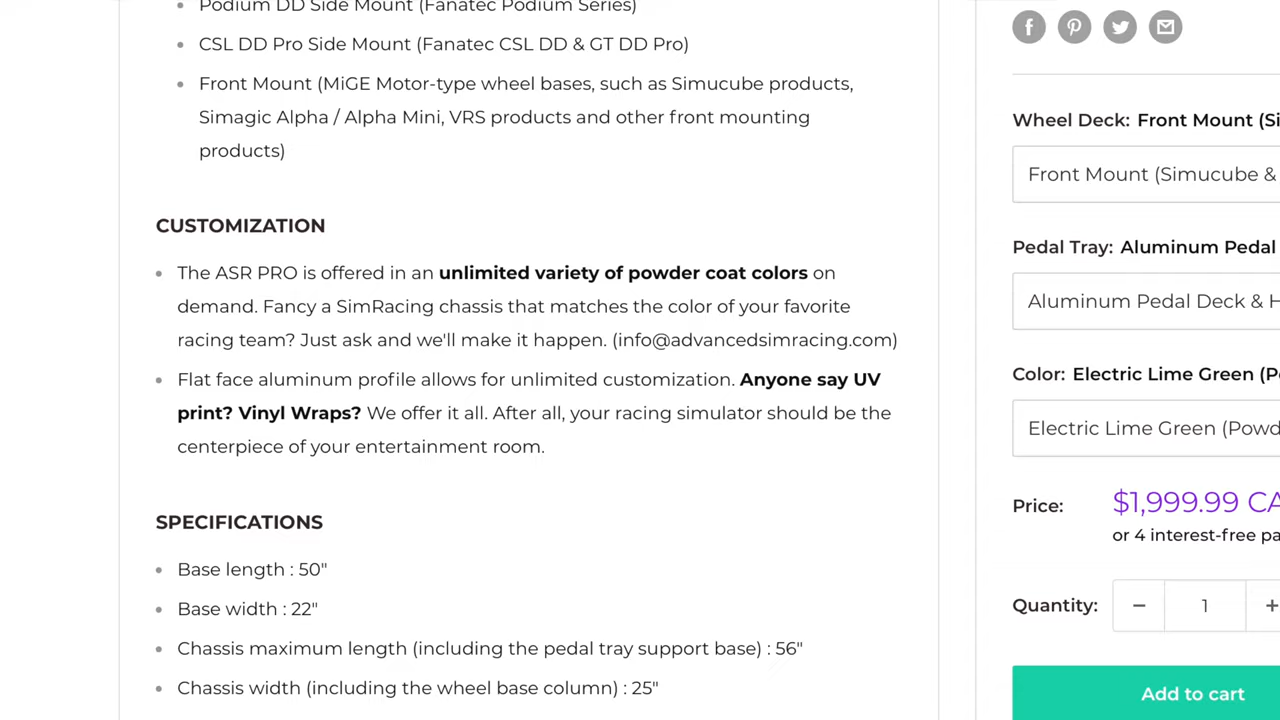 Podium DD Side Mount (Fanatec Podium Series)
CSL DD Pro Side Mount (Fanatec CSL DD & GT DD Pro)
Front Mount (MiGE Motor-type wheel bases, such as Simucube products,
Simagic Alpha / Alpha Mini, VRS products and other front mounting
products)
CUSTOMIZATION
The ASR PRO is offered in an unlimited variety of powder coat colors on
demand. Fancy a SimRacing chassis that matches the color of your favorite
racing team? Just ask and we'll make it happen. (info@advancedsimracing.com)
Flat face aluminum profile allows for unlimited customization. Anyone say UV
print? Vinyl Wraps? We offer it all. After all, your racing simulator should be the
centerpiece of your entertainment room.
SPECIFICATIONS
Base length : 50"
Base width : 22"
Chassis maximum length (including the pedal tray support base) : 56"
Chassis width (including the wheel base column) : 25"
Wheel Deck: Front Mount (Si
Front Mount (Simucube &
Pedal Tray: Aluminum Pedal
Aluminum Pedal Deck & H
Color: Electric Lime Green (Po
Electric Lime Green (Powd
Price: $1,999.99 CA
or 4 interest-free pa
Quantity: − 1 +
Add to cart